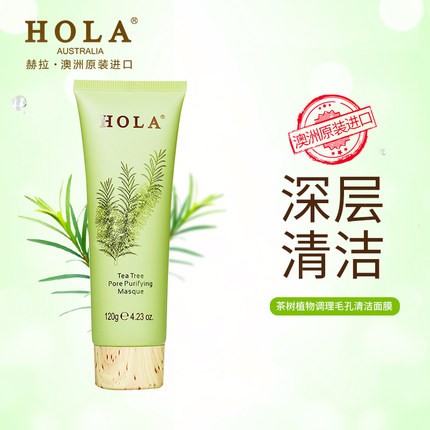 HOLA®
AUSTRALIA
赫拉·澳洲原装进口
HOLA®
Tea Tree
Pore Purifying
Masque
120g ℮ 4.23 oz.
澳洲原装进口
深层
清洁
茶树植物调理毛孔清洁面膜